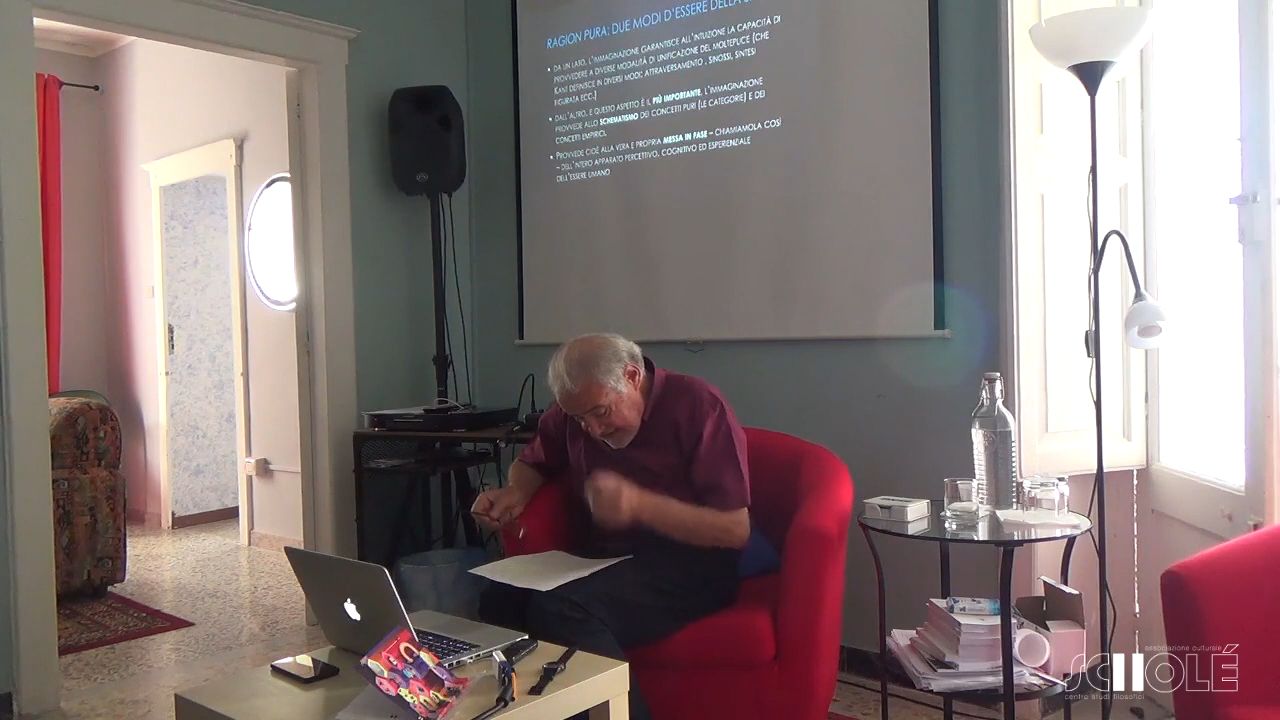 RAGION PURA: DUE MODI D'ESSERE DELLA
• DA UN LATO, L'IMMAGINAZIONE GARANTISCE ALL'INTUIZIONE LA CAPACITÀ DI
PROVVEDERE A DIVERSE MODALITÀ DI UNIFICAZIONE DEL MOLTEPLICE (CHE
KANT DEFINISCE IN DIVERSI MODI: ATTRAVERSAMENTO, SINOSSI, SINTESI
FIGURATA ECC.)
• DALL'ALTRO, E QUESTO ASPETTO È IL PIÙ IMPORTANTE, L'IMMAGINAZIONE
PROVVEDE ALLO SCHEMATISMO DEI CONCETTI PURI (LE CATEGORIE) E DEI
CONCETTI EMPIRICI.
• PROVVEDE CIOÈ ALLA VERA E PROPRIA MESSA IN FASE – CHIAMIAMOLA COSÌ
– DELL'INTERO APPARATO PERCETTIVO, COGNITIVO ED ESPERIENZIALE
DELL'ESSERE UMANO
associazione culturale
SCHOLÉ
centro studi filosofici